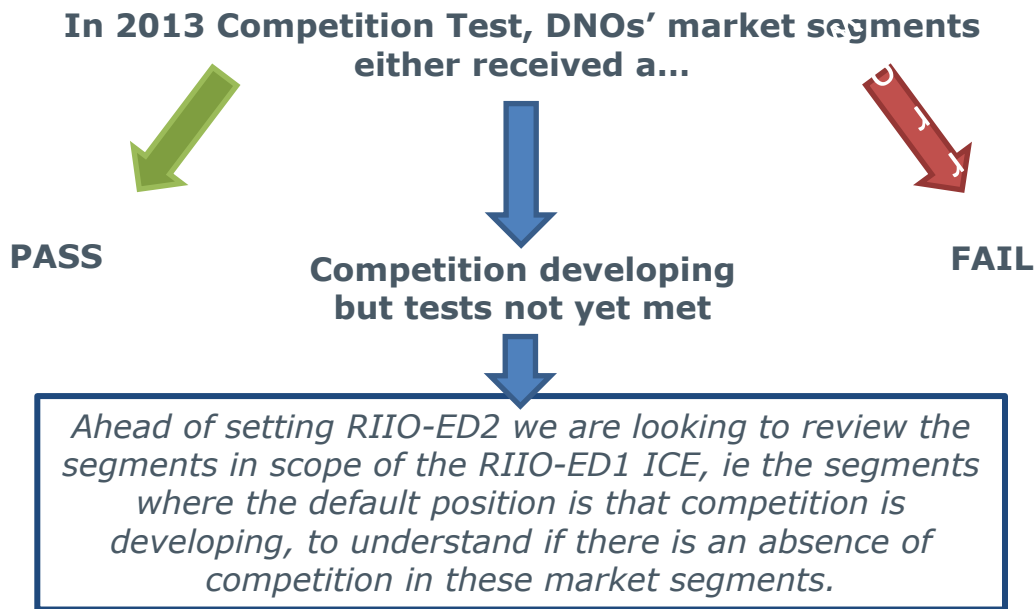 In 2013 Competition Test, DNOs’ market segments
either received a…
PASS
Competition developing
but tests not yet met
FAIL
Ahead of setting RIIO-ED2 we are looking to review the
segments in scope of the RIIO-ED1 ICE, ie the segments
where the default position is that competition is
developing, to understand if there is an absence of
competition in these market segments.